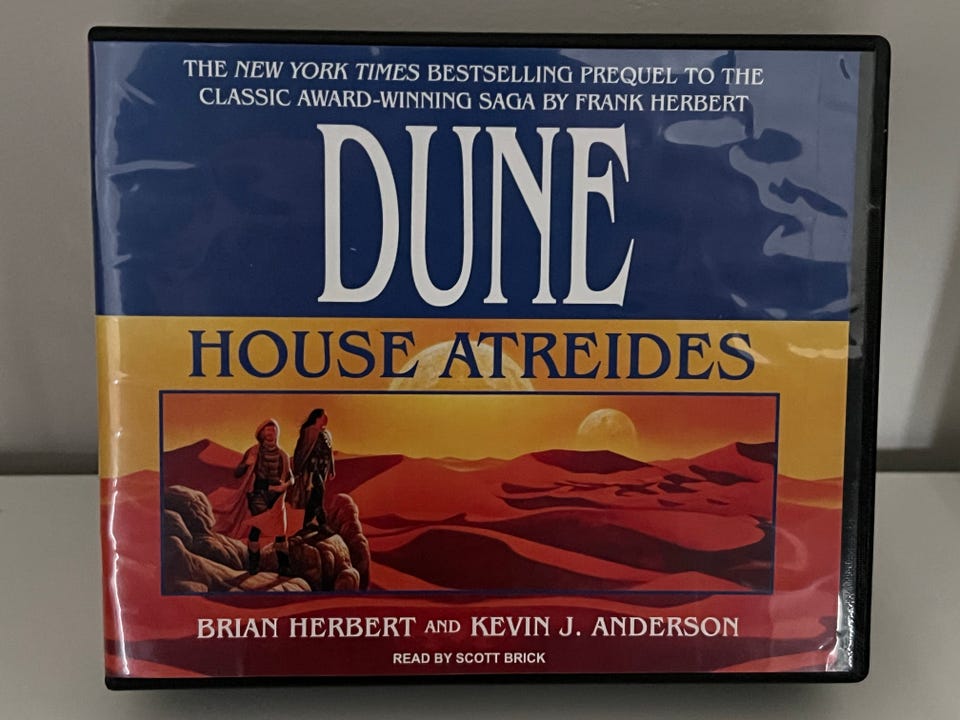 THE NEW YORK TIMES BESTSELLING PREQUEL TO THE
CLASSIC AWARD-WINNING SAGA BY FRANK HERBERT
DUNE
HOUSE ATREIDES
BRIAN HERBERT AND KEVIN J. ANDERSON
READ BY SCOTT BRICK